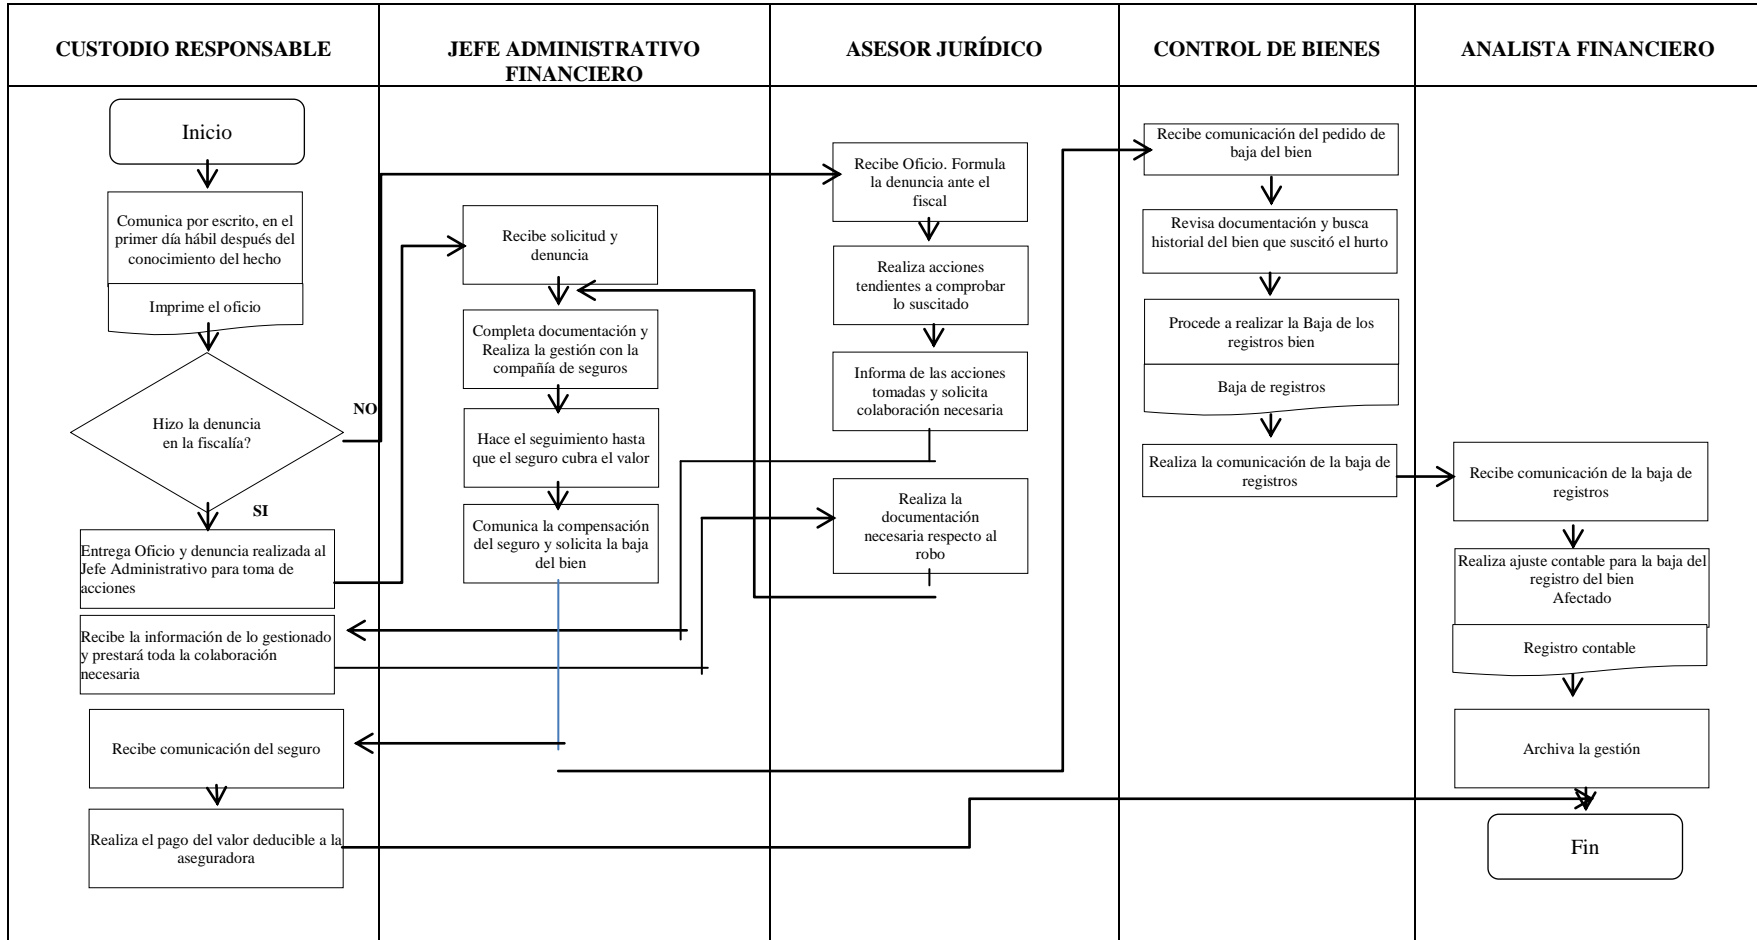 CUSTODIO RESPONSABLE
JEFE ADMINISTRATIVO
FINANCIERO
ASESOR JURÍDICO
CONTROL DE BIENES
ANALISTA FINANCIERO
Inicio
Comunica por escrito, en el
primer día hábil después del
conocimiento del hecho
Imprime el oficio
Hizo la denuncia
en la fiscalía?
NO
SI
Entrega Oficio y denuncia realizada al
Jefe Administrativo para toma de
acciones
Recibe la información de lo gestionado
y prestará toda la colaboración
necesaria
Recibe comunicación del seguro
Realiza el pago del valor deducible a la
aseguradora
Recibe solicitud y
denuncia
Completa documentación y
Realiza la gestión con la
compañía de seguros
Hace el seguimiento hasta
que el seguro cubra el valor
Comunica la compensación
del seguro y solicita la baja
del bien
Recibe Oficio. Formula
la denuncia ante el
fiscal
Realiza acciones
tendientes a comprobar
lo suscitado
Informa de las acciones
tomadas y solicita
colaboración necesaria
Realiza la
documentación
necesaria respecto al
robo
Recibe comunicación del pedido de
baja del bien
Revisa documentación y busca
historial del bien que suscitó el hurto
Procede a realizar la Baja de los
registros bien
Baja de registros
Realiza la comunicación de la baja de
registros
Recibe comunicación de la baja de
registros
Realiza ajuste contable para la baja del
registro del bien
Afectado
Registro contable
Archiva la gestión
Fin